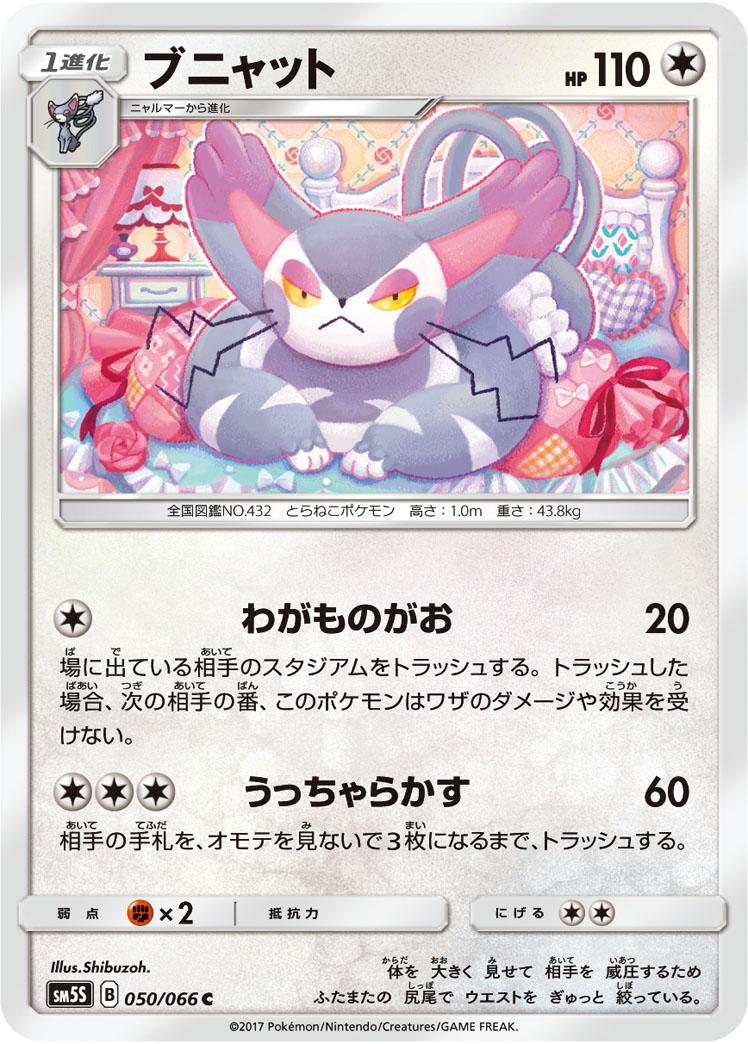 1進化
ブニャット
HP 110
ニャルマーから進化
全国図鑑NO.432 とらねこポケモン 高さ：1.0m 重さ：43.8kg
わがものがお 20
場に出ている相手のスタジアムをトラッシュする。トラッシュした
場合、次の相手の番、このポケモンはワザのダメージや効果を受
けない。
うっちゃらかす 60
相手の手札を、オモテを見ないで3枚になるまで、トラッシュする。
弱点 ×2 抵抗力 にげる
Illus.Shibuzoh.
体を 大きく 見せて 相手を 威圧するため
ふたまたの 尻尾で ウエストを ぎゅっと 絞っている。
SM5S B 050/066 C
©2017 Pokémon/Nintendo/Creatures/GAME FREAK.